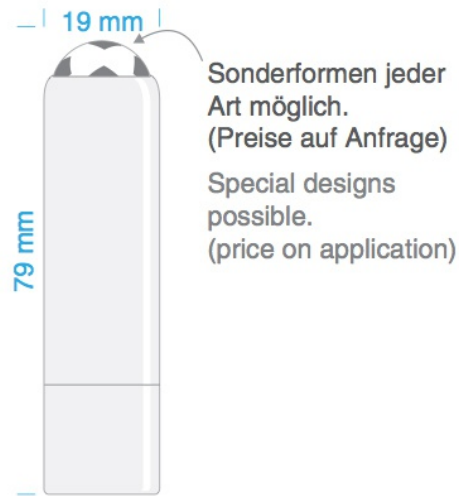 19 mm
Sonderformen jeder
Art möglich.
(Preise auf Anfrage)
Special designs
possible.
(price on application)
79 mm